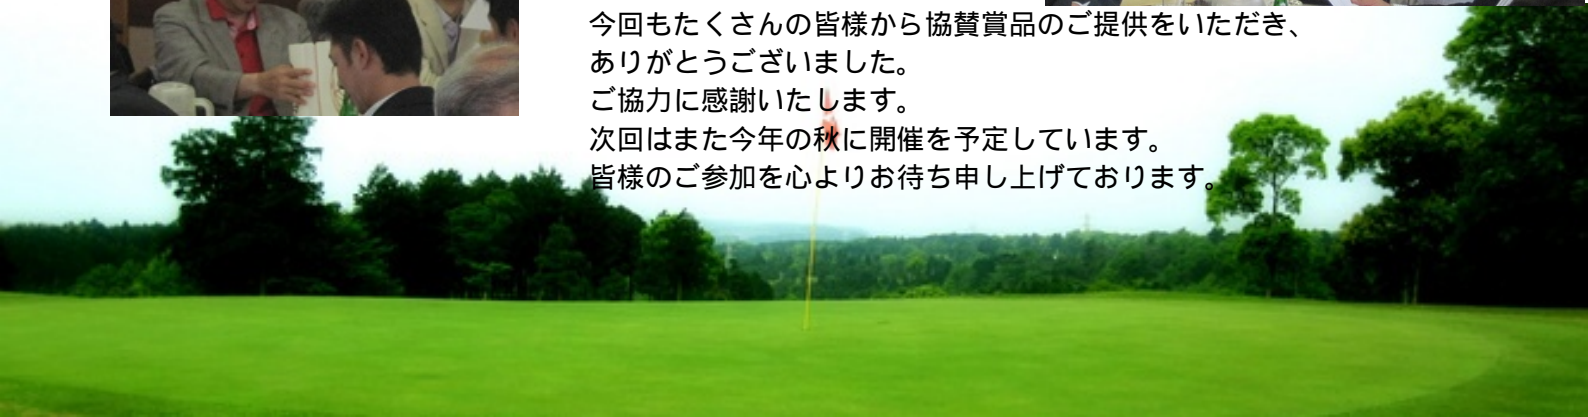 今回もたくさんの皆様から協賛賞品のご提供をいただき、
ありがとうございました。
ご協力に感謝いたします。
次回はまた今年の秋に開催を予定しています。
皆様のご参加を心よりお待ち申し上げております。